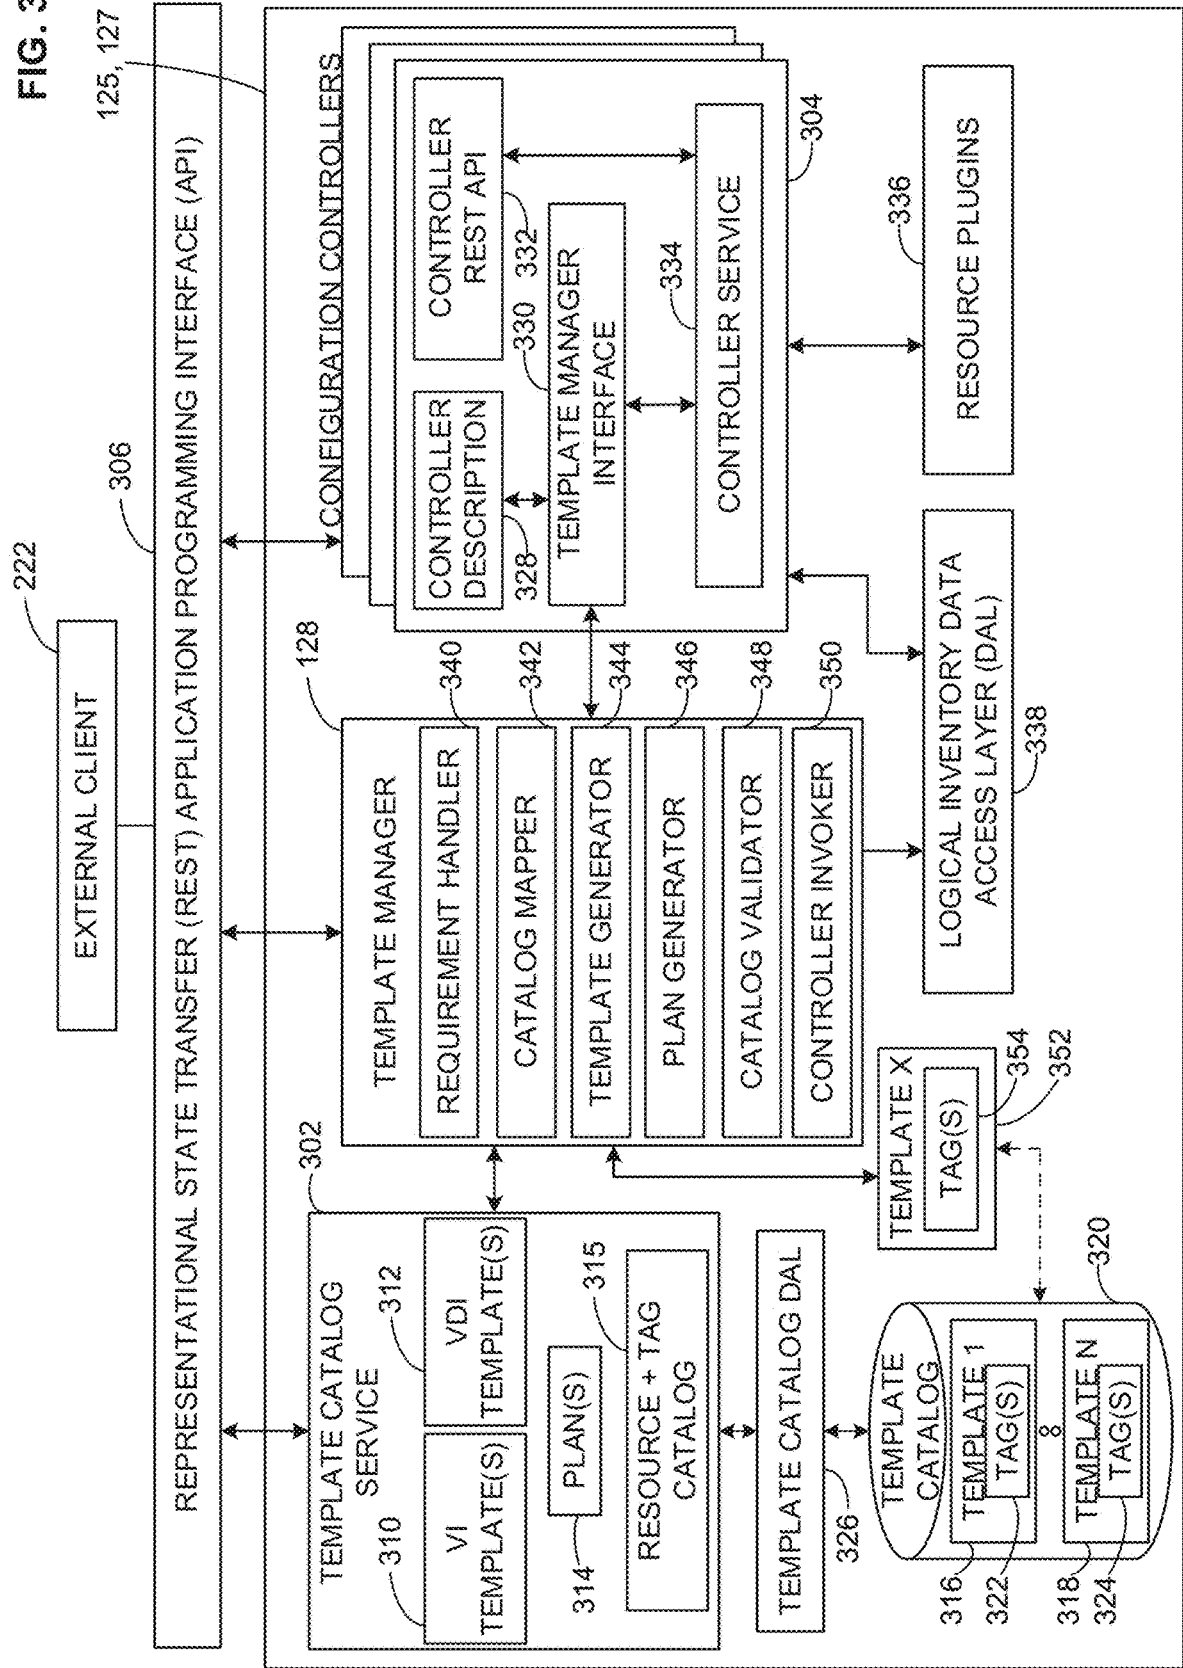 FIG. 3
EXTERNAL CLIENT
222
306
REPRESENTATIONAL STATE TRANSFER (REST) APPLICATION PROGRAMMING INTERFACE (API)
125, 127
TEMPLATE CATALOG
SERVICE
302
310
VI
TEMPLATE(S)
312
VDI
TEMPLATE(S)
PLAN(S)
314
315
RESOURCE + TAG
CATALOG
TEMPLATE CATALOG DAL
326
TEMPLATE
CATALOG
TEMPLATE 1
TAG(S)
TEMPLATE N
TAG(S)
316
322
318
324
320
TEMPLATE X
TAG(S)
354
352
128
TEMPLATE MANAGER
REQUIREMENT HANDLER
340
CATALOG MAPPER
342
TEMPLATE GENERATOR
344
PLAN GENERATOR
346
CATALOG VALIDATOR
348
CONTROLLER INVOKER
350
LOGICAL INVENTORY DATA
ACCESS LAYER (DAL)
338
CONFIGURATION CONTROLLERS
CONTROLLER
DESCRIPTION
328
CONTROLLER
REST API
332
330
TEMPLATE MANAGER
INTERFACE
334
CONTROLLER SERVICE
304
336
RESOURCE PLUGINS